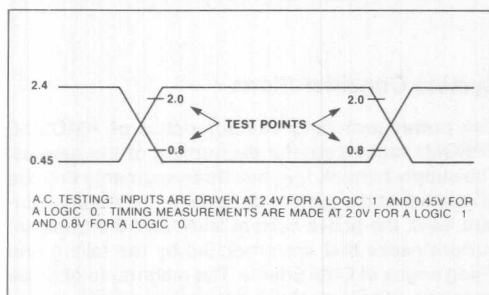 2.4
2.0
2.0
TEST POINTS
0.8
0.8
0.45
A.C. TESTING: INPUTS ARE DRIVEN AT 2.4V FOR A LOGIC 1 AND 0.45V FOR
A LOGIC 0. TIMING MEASUREMENTS ARE MADE AT 2.0V FOR A LOGIC 1
AND 0.8V FOR A LOGIC 0.